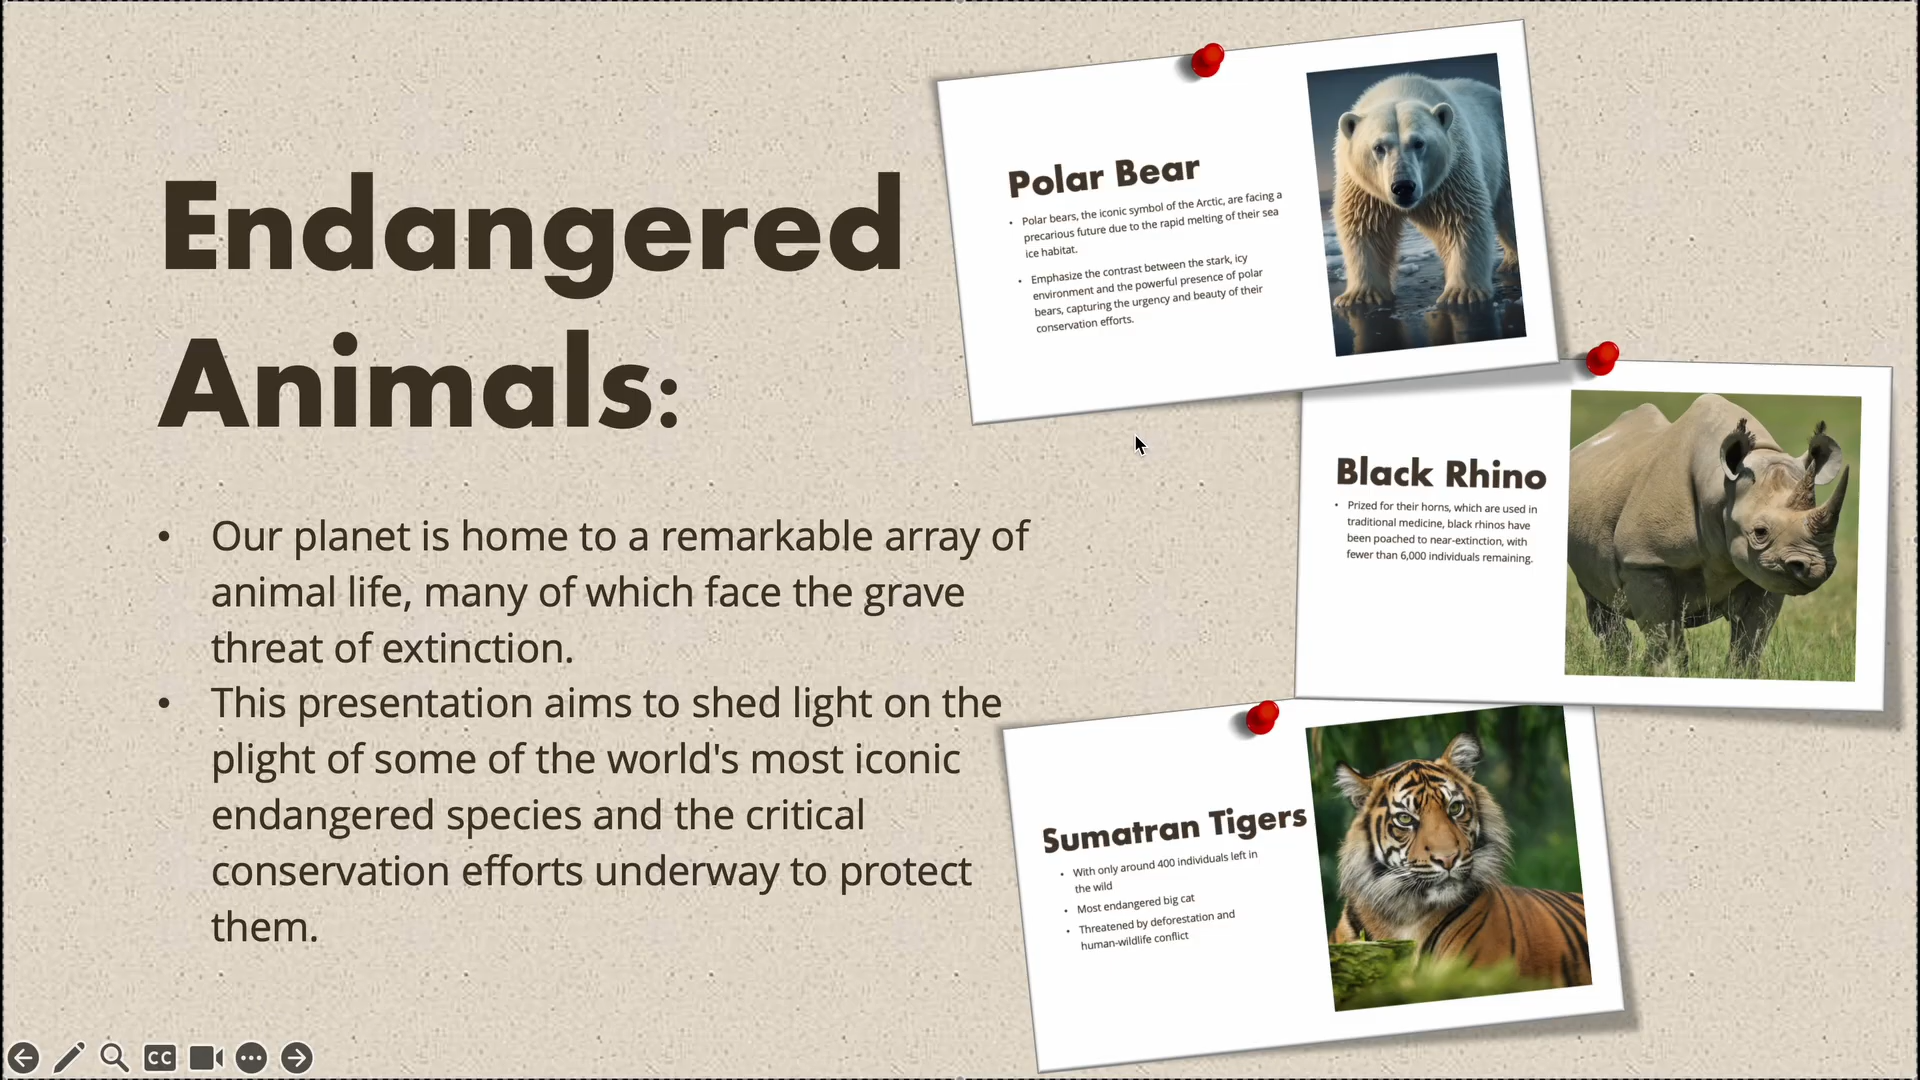 Endangered
Animals:
• Our planet is home to a remarkable array of
animal life, many of which face the grave
threat of extinction.
• This presentation aims to shed light on the
plight of some of the world's most iconic
endangered species and the critical
conservation efforts underway to protect
them.
Polar Bear
• Polar bears, the iconic symbol of the Arctic, are facing a
precarious future due to the rapid melting of their sea
ice habitat.
• Emphasize the contrast between the stark, icy
environment and the powerful presence of polar
bears, capturing the urgency and beauty of their
conservation efforts.
Black Rhino
• Prized for their horns, which are used in
traditional medicine, black rhinos have
been poached to near-extinction, with
fewer than 6,000 individuals remaining.
Sumatran Tigers
• With only around 400 individuals left in
the wild
• Most endangered big cat
• Threatened by deforestation and
human-wildlife conflict
CC